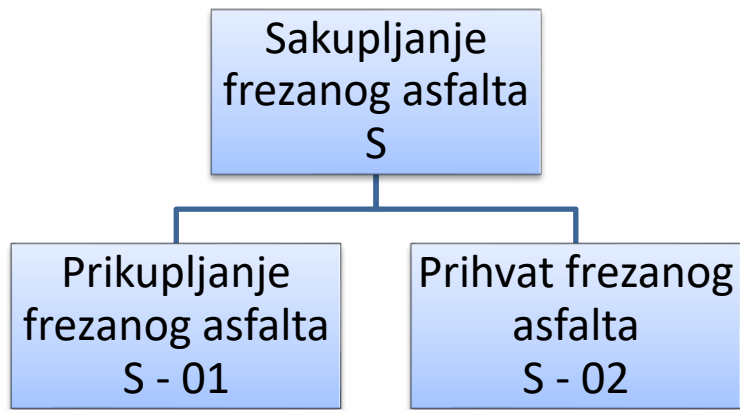 Sakupljanje
frezanog asfalta
S
Prikupljanje
frezanog asfalta
S - 01
Prihvat frezanog
asfalta
S - 02